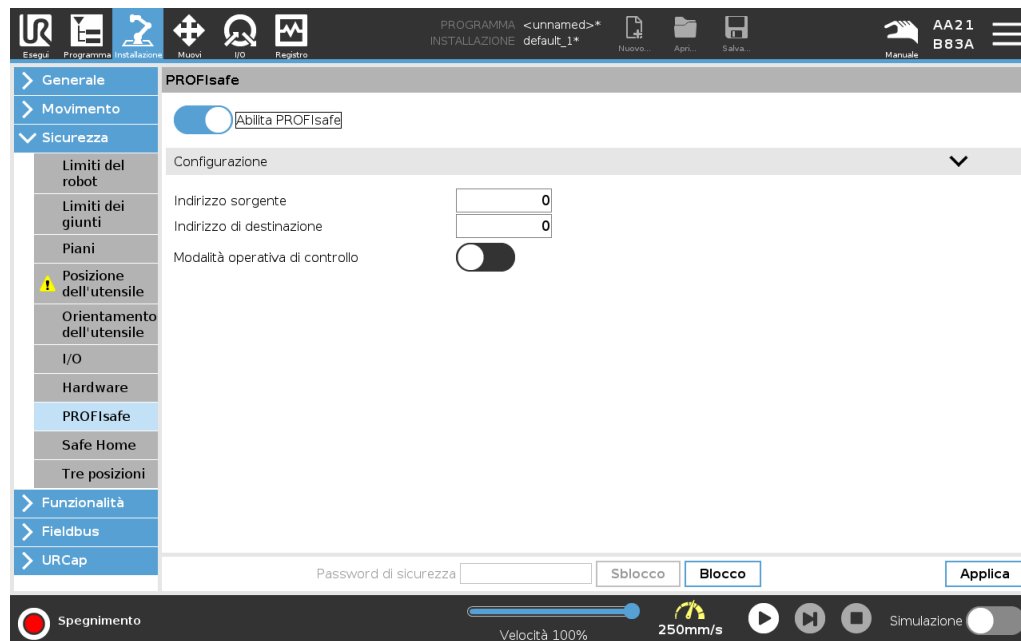 PROGRAMMA <unnamed>*
INSTALLAZIONE default_1*
Esegui Programma Installazione Muovi I/O Registro Nuovo... Apri... Salva... Manuale
AA21
B83A
Generale
Movimento
Sicurezza
Limiti del
robot
Limiti dei
giunti
Piani
Posizione
dell'utensile
Orientamento
dell'utensile
I/O
Hardware
PROFIsafe
Safe Home
Tre posizioni
Funzionalità
Fieldbus
URCap
PROFIsafe
Abilita PROFIsafe
Configurazione
Indirizzo sorgente 0
Indirizzo di destinazione 0
Modalità operativa di controllo
Password di sicurezza Sblocco Blocco Applica
Spegnimento
Velocità 100%
250mm/s
Simulazione